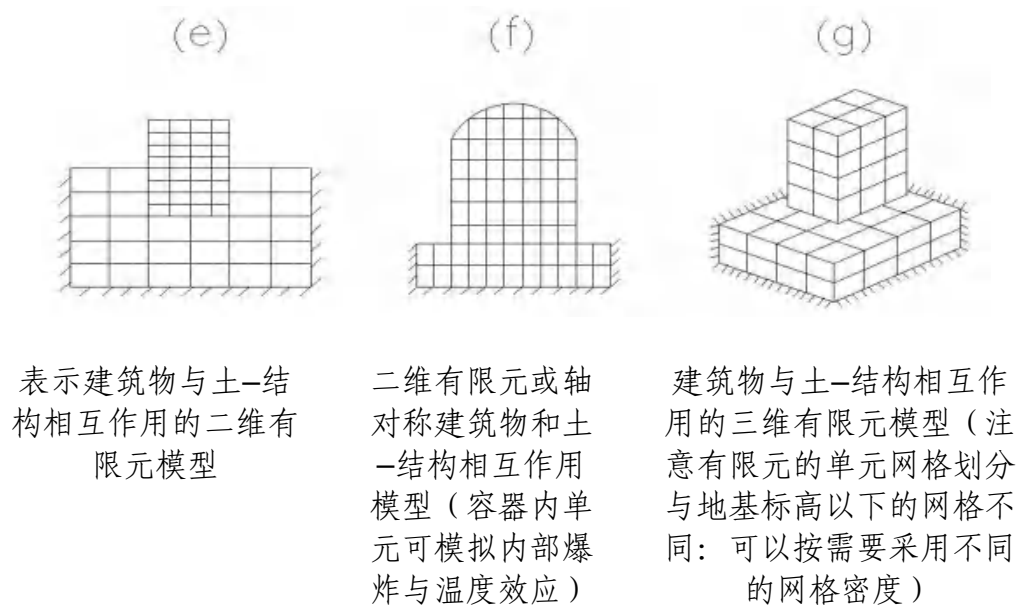 (e)
(f)
(g)
表示建筑物与土–结
构相互作用的二维有
限元模型
二维有限元或轴
对称建筑物和土
–结构相互作用
模型（容器内单
元可模拟内部爆
炸与温度效应）
建筑物与土–结构相互作
用的三维有限元模型（注
意有限元的单元网格划分
与地基标高以下的网格不
同: 可以按需要采用不同
的网格密度）